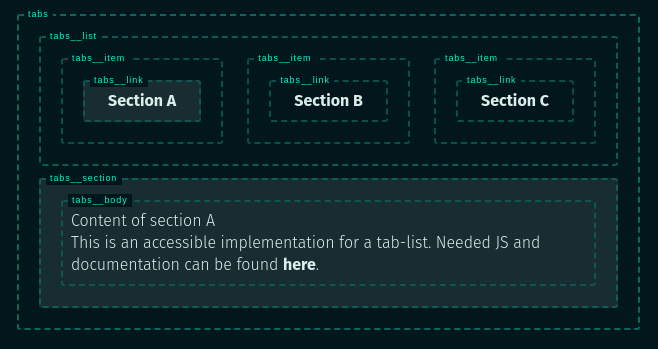 tabs
tabs__list
tabs__item
tabs__item
tabs__item
tabs__link
tabs__link
tabs__link
Section A
Section B
Section C
tabs__section
tabs__body
Content of section A
This is an accessible implementation for a tab-list. Needed JS and
documentation can be found here.